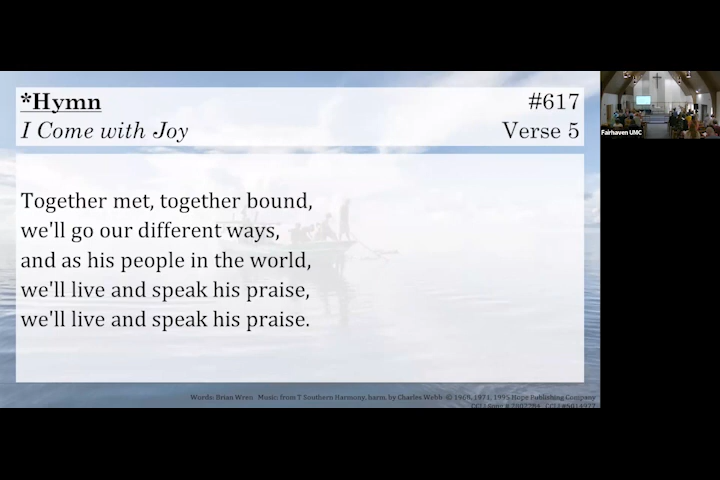 *Hymn
#617
I Come with Joy
Verse 5
Together met, together bound,
we'll go our different ways,
and as his people in the world,
we'll live and speak his praise,
we'll live and speak his praise.
Words: Brian Wren Music: from T Southern Harmony, harm. by Charles Webb © 1968, 1971, 1995 Hope Publishing Company
Fairhaven UMC